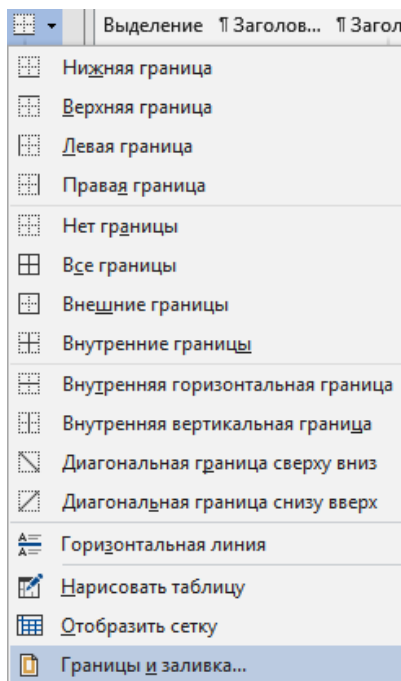 Выделение ¶ Заголов... ¶ Загол
Нижняя граница
Верхняя граница
Левая граница
Правая граница
Нет границы
Все границы
Внешние границы
Внутренние границы
Внутренняя горизонтальная граница
Внутренняя вертикальная граница
Диагональная граница сверху вниз
Диагональная граница снизу вверх
Горизонтальная линия
Нарисовать таблицу
Отобразить сетку
Границы и заливка...